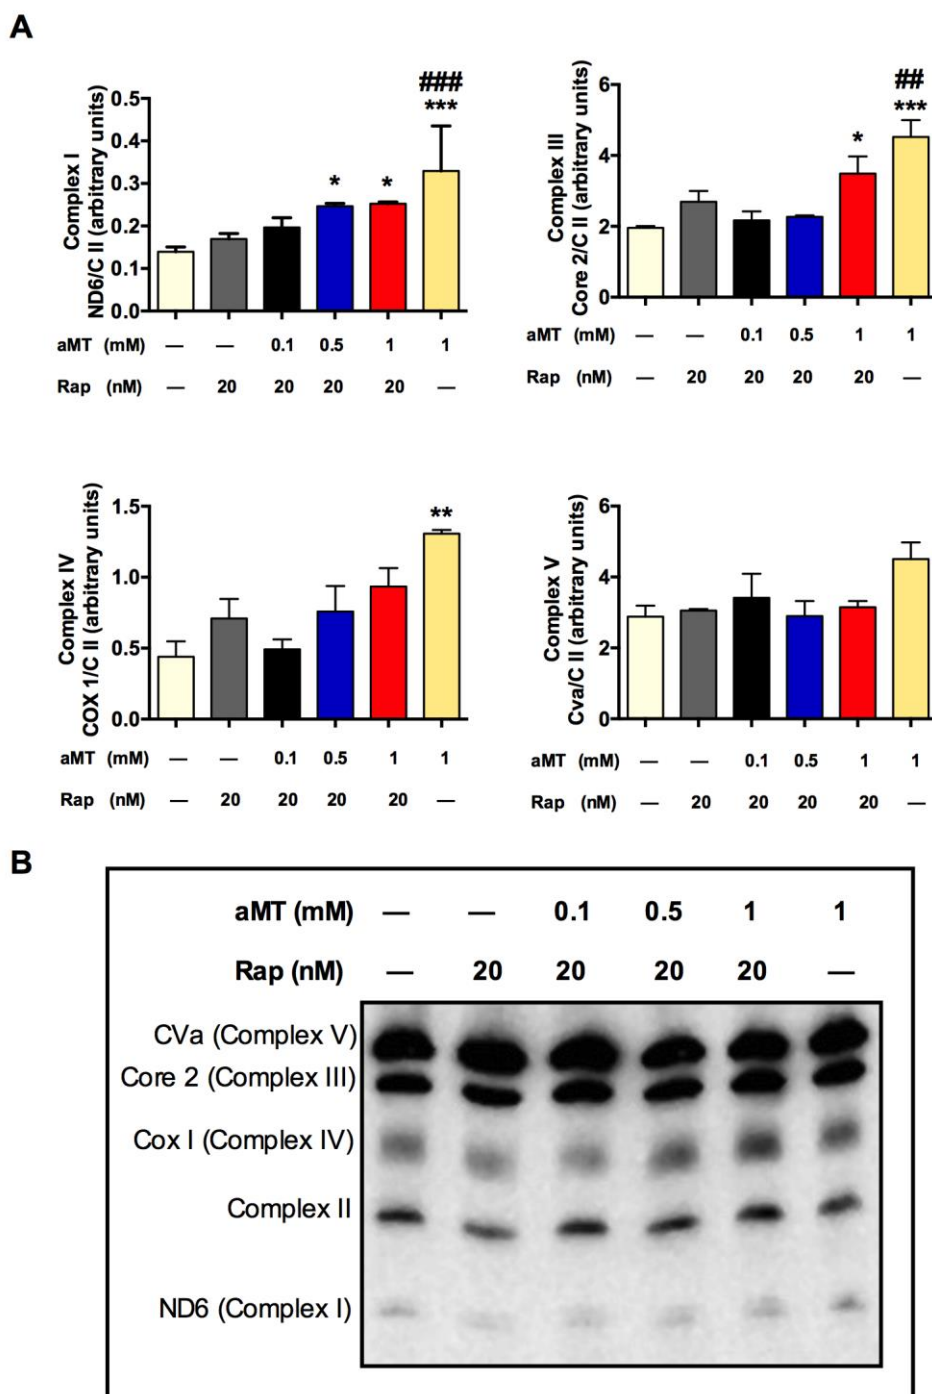 A
Complex I
ND6/C II (arbitrary units)
0.5
0.4
0.3
0.2
0.1
0.0
* * ***
###
aMT (mM) — — 0.1 0.5 1 1
Rap (nM) — 20 20 20 20 —
Complex III
Core 2/C II (arbitrary units)
6
4
2
0
* ***
##
aMT (mM) — — 0.1 0.5 1 1
Rap (nM) — 20 20 20 20 —
Complex IV
COX 1/C II (arbitrary units)
1.5
1.0
0.5
0.0
**
aMT (mM) — — 0.1 0.5 1 1
Rap (nM) — 20 20 20 20 —
Complex V
Cva/C II (arbitrary units)
6
4
2
0
aMT (mM) — — 0.1 0.5 1 1
Rap (nM) — 20 20 20 20 —
B
aMT (mM) — — 0.1 0.5 1 1
Rap (nM) — 20 20 20 20 —
CVa (Complex V)
Core 2 (Complex III)
Cox I (Complex IV)
Complex II
ND6 (Complex I)